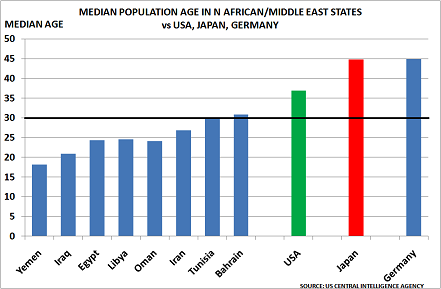 MEDIAN POPULATION AGE IN N AFRICAN/MIDDLE EAST STATES
vs USA, JAPAN, GERMANY
MEDIAN AGE
50
45
40
35
30
25
20
15
10
5
0
Yemen
Iraq
Egypt
Libya
Oman
Iran
Tunisia
Bahrain
USA
Japan
Germany
SOURCE: US CENTRAL INTELLIGENCE AGENCY